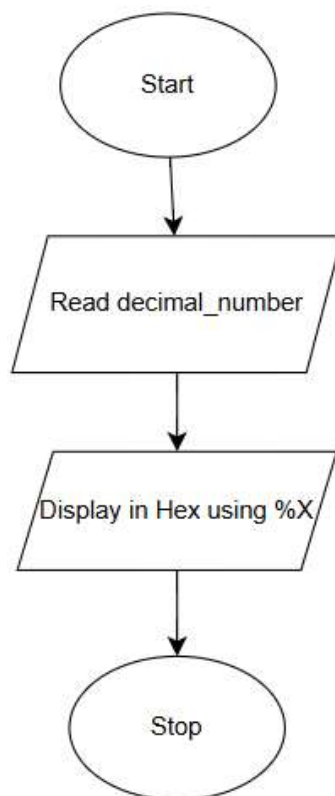 Start
Read decimal_number
Display in Hex using %X
Stop